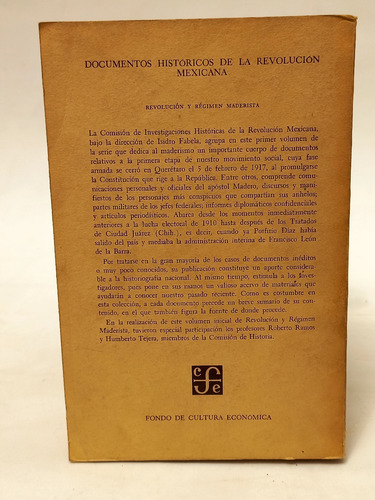 DOCUMENTOS HISTÓRICOS DE LA REVOLUCIÓN
MEXICANA
REVOLUCIÓN Y RÉGIMEN MADERISTA
La Comisión de Investigaciones Históricas de la Revolución Mexicana,
bajo la dirección de Isidro Fabela, agrupa en este primer volumen de
la serie que dedica al maderismo un importante cuerpo de documentos
relativos a la primera etapa de nuestro movimiento social, cuya fase
armada se cerró en Querétaro el 5 de febrero de 1917, al promulgarse
la Constitución que rige a la República. Entre otros, comprende comu-
nicaciones personales y oficiales del apóstol Madero, discursos y mani-
fiestos de los personajes más conspicuos que compartían sus anhelos;
partes militares de los jefes federales; informes diplomáticos confidenciales
y artículos periodísticos. Abarca desde los momentos inmediatamente
anteriores a la lucha electoral de 1910 hasta después de los Tratados
de Ciudad Juárez (Chih.), es decir, cuando ya Porfirio Díaz había
salido del país y mediaba la administración interina de Francisco León
de la Barra.
Por tratarse en la gran mayoría de los casos de documentos inéditos
o muy poco conocidos, su publicación constituye un aporte considera-
ble a la historiografía nacional. Al mismo tiempo, estimula a los inves-
tigadores, pues pone en sus manos un valioso acervo de materiales que
ayudarán a conocer nuestro pasado reciente. Como es costumbre en
esta colección, a cada documento precede un breve sumario de su con-
tenido, en el que también figura la fuente de donde procede.
En la realización de este volumen inicial de Revolución y Régimen
Maderista, tuvieron especial participación los profesores Roberto Ramos
y Humberto Tejera, miembros de la Comisión de Historia
c f e
FONDO DE CULTURA ECONÓMICA